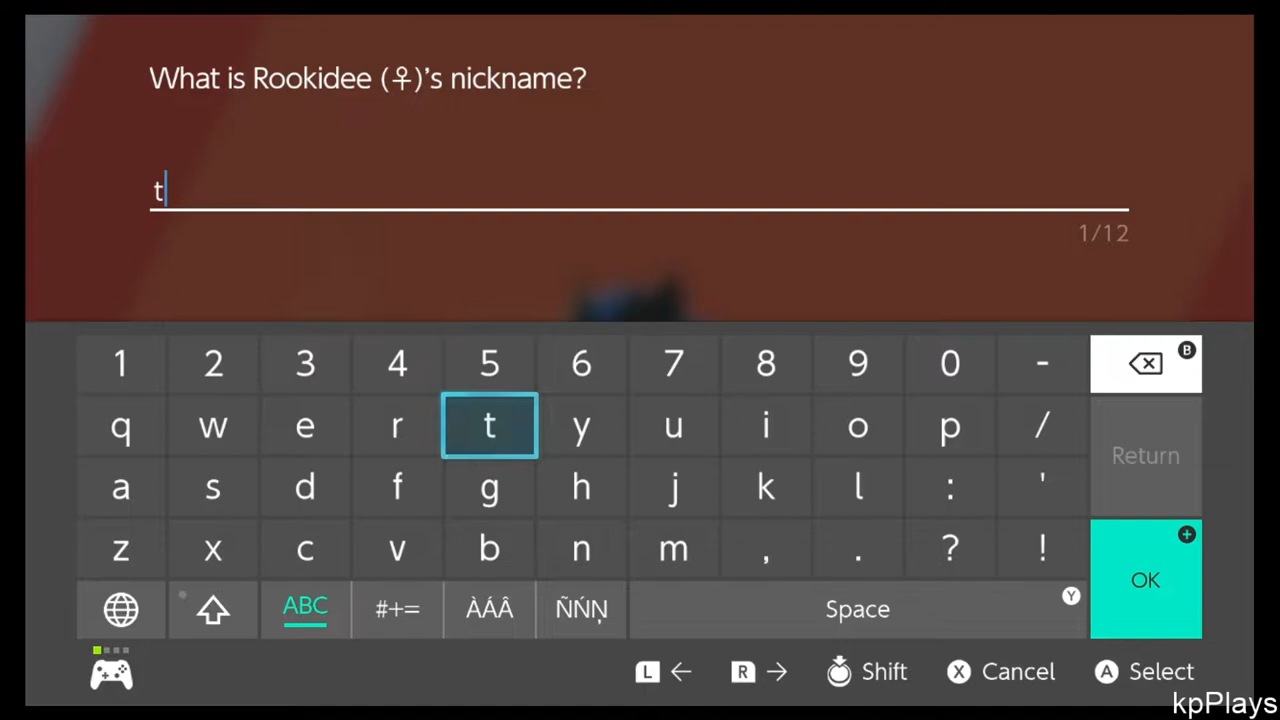 What is Rookidee (♀)'s nickname?
t
1/12
1 2 3 4 5 6 7 8 9 0 -
q w e r t y u i o p /
Return
a s d f g h j k l : '
z x c v b n m , . ? !
OK
ABC #+= ÀÁÂ ÑŃŅ Space
L ← R → Shift X Cancel A Select
B
+
Y
kpPlays